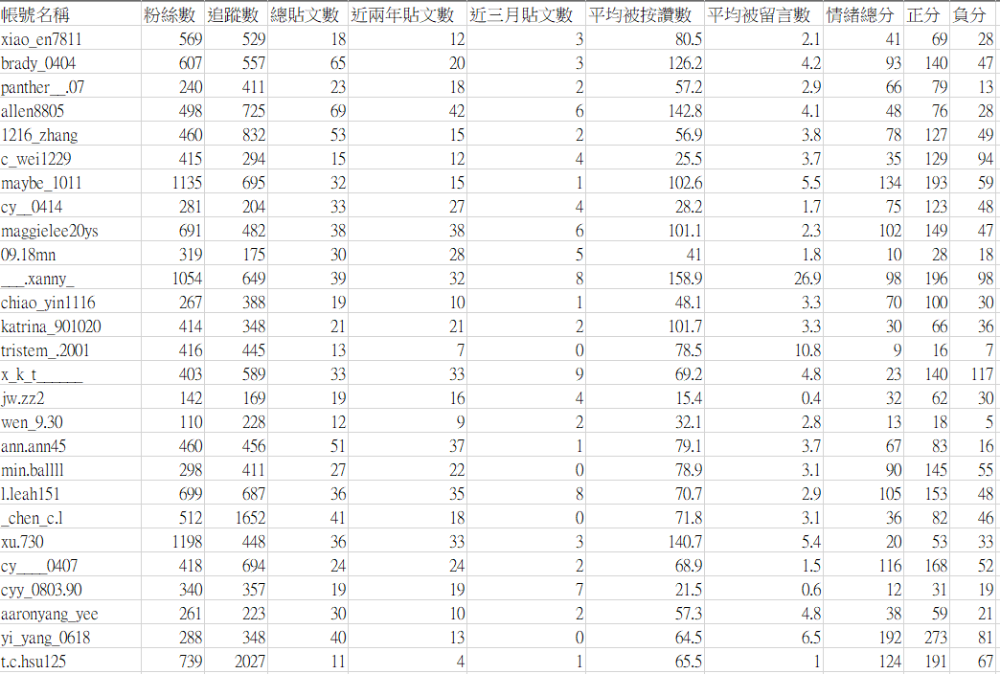 帳號名稱 粉絲數 追蹤數 總貼文數 近兩年貼文數 近三月貼文數 平均被按讚數 平均被留言數 情緒總分 正分 負分
xiao_en7811 569 529 18 12 3 80.5 2.1 41 69 28
brady_0404 607 557 65 20 3 126.2 4.2 93 140 47
panther__.07 240 411 23 18 2 57.2 2.9 66 79 13
allen8805 498 725 69 42 6 142.8 4.1 48 76 28
1216_zhang 460 832 53 15 2 56.9 3.8 78 127 49
c_wei1229 415 294 15 12 4 25.5 3.7 35 129 94
maybe_1011 1135 695 32 15 1 102.6 5.5 134 193 59
cy__0414 281 204 33 27 4 28.2 1.7 75 123 48
maggielee20ys 691 482 38 38 6 101.1 2.3 102 149 47
09.18mn 319 175 30 28 5 41 1.8 10 28 18
___.xanny_ 1054 649 39 32 8 158.9 26.9 98 196 98
chiao_yin1116 267 388 19 10 1 48.1 3.3 70 100 30
katrina_901020 414 348 21 21 2 101.7 3.3 30 66 36
tristem_.2001 416 445 13 7 0 78.5 10.8 9 16 7
x_k_t______ 403 589 33 33 9 69.2 4.8 23 140 117
jw.zz2 142 169 19 16 4 15.4 0.4 32 62 30
wen_9.30 110 228 12 9 2 32.1 2.8 13 18 5
ann.ann45 460 456 51 37 1 79.1 3.7 67 83 16
min.ballll 298 411 27 22 0 78.9 3.1 90 145 55
l.leah151 699 687 36 35 8 70.7 2.9 105 153 48
_chen_c.l 512 1652 41 18 0 71.8 3.1 36 82 46
xu.730 1198 448 36 33 3 140.7 5.4 20 53 33
cy____0407 418 694 24 24 2 68.9 1.5 116 168 52
cyy_0803.90 340 357 19 19 7 21.5 0.6 12 31 19
aaronyang_yee 261 223 30 10 2 57.3 4.8 38 59 21
yi_yang_0618 288 348 40 13 0 64.5 6.5 192 273 81
t.c.hsu125 739 2027 11 4 1 65.5 1 124 191 67